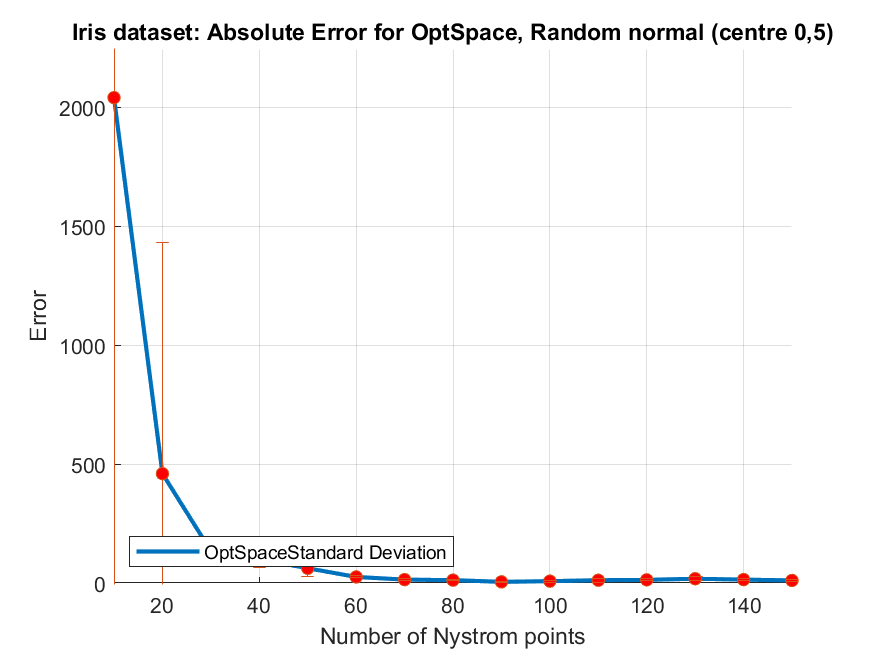 Iris dataset: Absolute Error for OptSpace, Random normal (centre 0,5)
2000
1500
1000
500
0
Error
OptSpaceStandard Deviation
20 40 60 80 100 120 140
Number of Nystrom points